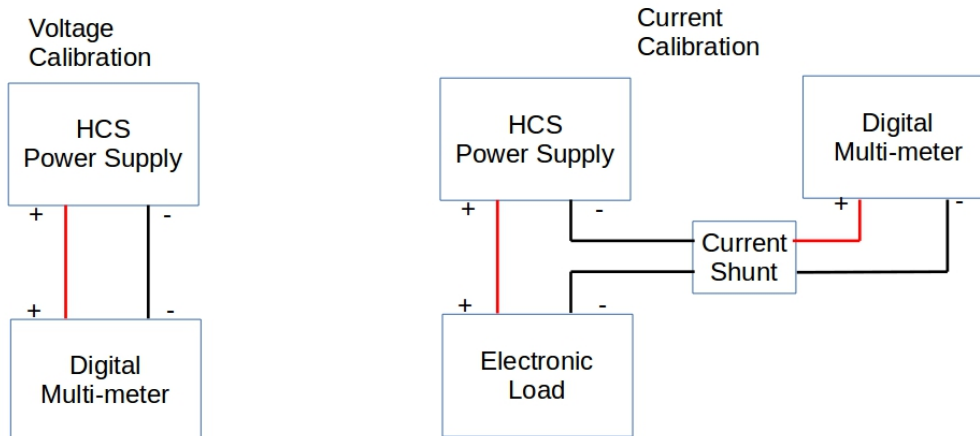 Voltage
Calibration
HCS
Power Supply
+
-
+
-
Digital
Multi-meter
Current
Calibration
HCS
Power Supply
+
-
Digital
Multi-meter
+
-
Current
Shunt
+
-
Electronic
Load